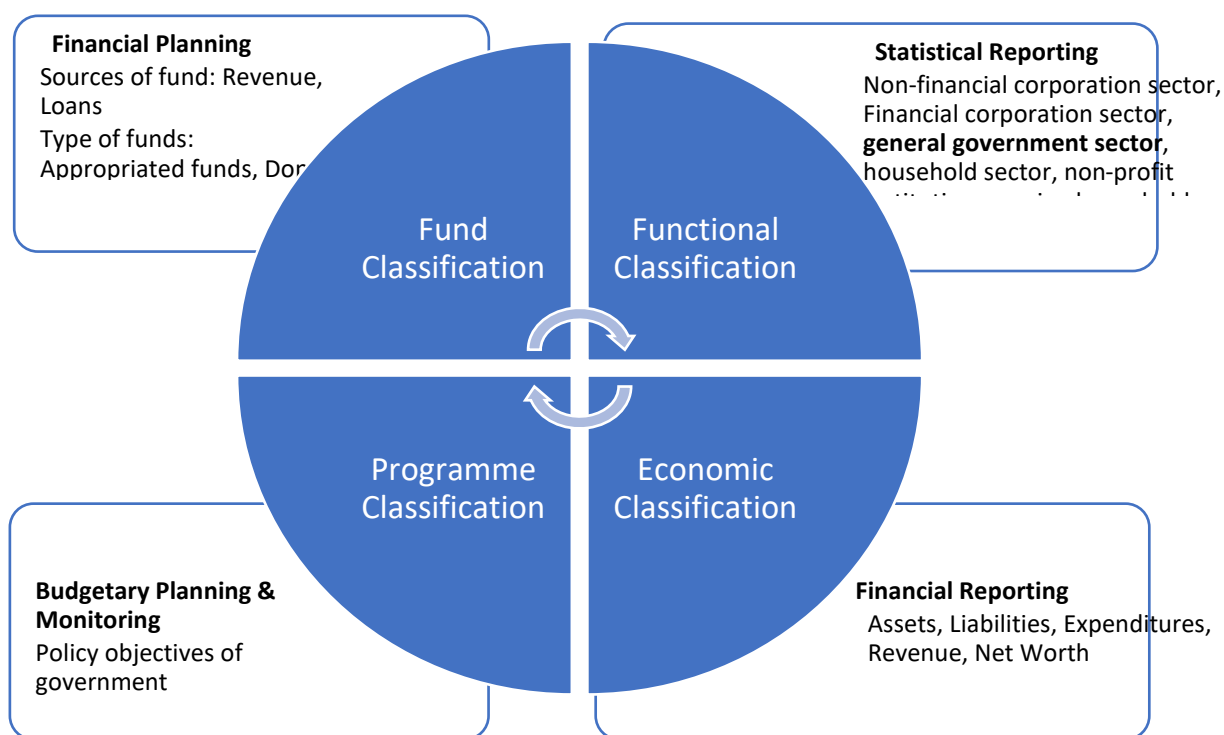 Financial Planning
Sources of fund: Revenue,
Loans
Type of funds:
Appropriated funds,
Statistical Reporting
Non-financial corporation sector,
Financial corporation sector,
general government sector,
household sector, non-profit
Fund
Classification
Functional
Classification
Programme
Classification
Economic
Classification
Budgetary Planning &
Monitoring
Policy objectives of
government
Financial Reporting
Assets, Liabilities, Expenditures,
Revenue, Net Worth